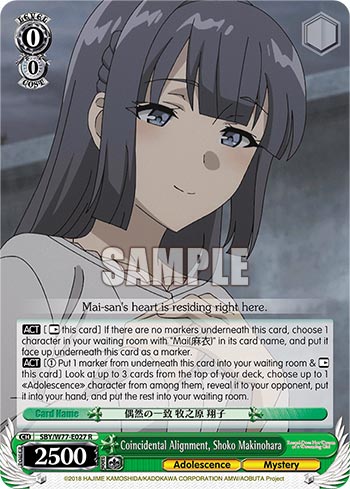 LEVEL
0
0
COST
SAMPLE
Mai-san's heart is residing right here.
ACT [ this card] If there are no markers underneath this card, choose 1
character in your waiting room with "Mai(麻衣)" in its card name, and put it
face up underneath this card as a marker.
ACT [① Put 1 marker from underneath this card into your waiting room &
 this card] Look at up to 3 cards from the top of your deck, choose up to 1
«Adolescence» character from among them, reveal it to your opponent, put
it into your hand, and put the rest into your waiting room.
Card Name 偶然の一致 牧之原 翔子
SBY/W77-E027 R
Coincidental Alignment, Shoko Makinohara
2500
Adolescence Mystery
©2018 HAJIME KAMOSHIDA/KADOKAWA CORPORATION AMW/AOBUTA Project